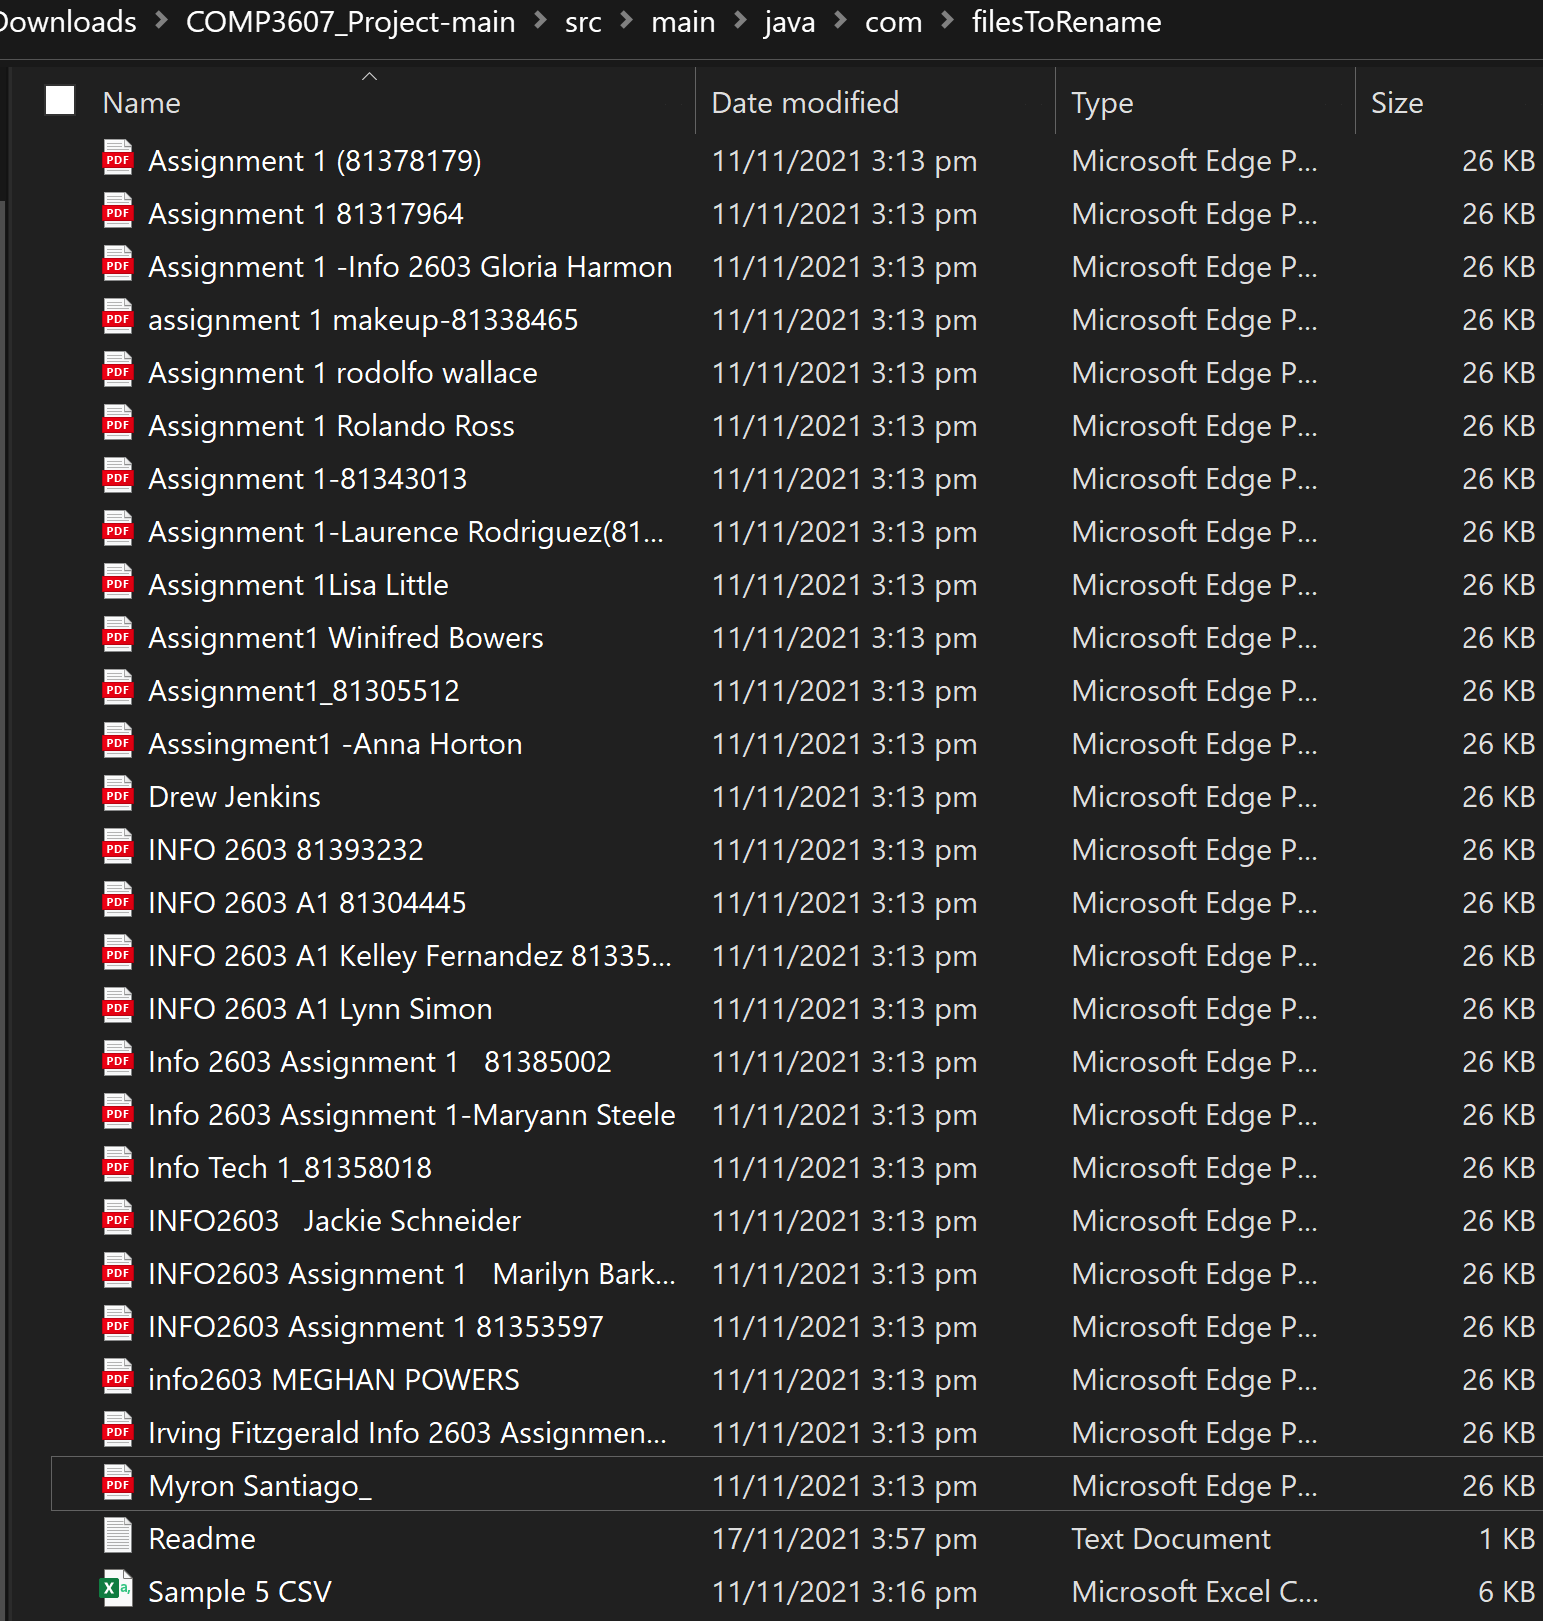 Downloads > COMP3607_Project-main > src > main > java > com > filesToRename
Name Date modified Type Size
Assignment 1 (81378179) 11/11/2021 3:13 pm Microsoft Edge P... 26 KB
Assignment 1 81317964 11/11/2021 3:13 pm Microsoft Edge P... 26 KB
Assignment 1 -Info 2603 Gloria Harmon 11/11/2021 3:13 pm Microsoft Edge P... 26 KB
assignment 1 makeup-81338465 11/11/2021 3:13 pm Microsoft Edge P... 26 KB
Assignment 1 rodolfo wallace 11/11/2021 3:13 pm Microsoft Edge P... 26 KB
Assignment 1 Rolando Ross 11/11/2021 3:13 pm Microsoft Edge P... 26 KB
Assignment 1-81343013 11/11/2021 3:13 pm Microsoft Edge P... 26 KB
Assignment 1-Laurence Rodriguez(81... 11/11/2021 3:13 pm Microsoft Edge P... 26 KB
Assignment 1Lisa Little 11/11/2021 3:13 pm Microsoft Edge P... 26 KB
Assignment1 Winifred Bowers 11/11/2021 3:13 pm Microsoft Edge P... 26 KB
Assignment1_81305512 11/11/2021 3:13 pm Microsoft Edge P... 26 KB
Asssingment1 -Anna Horton 11/11/2021 3:13 pm Microsoft Edge P... 26 KB
Drew Jenkins 11/11/2021 3:13 pm Microsoft Edge P... 26 KB
INFO 2603 81393232 11/11/2021 3:13 pm Microsoft Edge P... 26 KB
INFO 2603 A1 81304445 11/11/2021 3:13 pm Microsoft Edge P... 26 KB
INFO 2603 A1 Kelley Fernandez 81335... 11/11/2021 3:13 pm Microsoft Edge P... 26 KB
INFO 2603 A1 Lynn Simon 11/11/2021 3:13 pm Microsoft Edge P... 26 KB
Info 2603 Assignment 1   81385002 11/11/2021 3:13 pm Microsoft Edge P... 26 KB
Info 2603 Assignment 1-Maryann Steele 11/11/2021 3:13 pm Microsoft Edge P... 26 KB
Info Tech 1_81358018 11/11/2021 3:13 pm Microsoft Edge P... 26 KB
INFO2603   Jackie Schneider 11/11/2021 3:13 pm Microsoft Edge P... 26 KB
INFO2603 Assignment 1   Marilyn Bark... 11/11/2021 3:13 pm Microsoft Edge P... 26 KB
INFO2603 Assignment 1 81353597 11/11/2021 3:13 pm Microsoft Edge P... 26 KB
info2603 MEGHAN POWERS 11/11/2021 3:13 pm Microsoft Edge P... 26 KB
Irving Fitzgerald Info 2603 Assignmen... 11/11/2021 3:13 pm Microsoft Edge P... 26 KB
Myron Santiago_ 11/11/2021 3:13 pm Microsoft Edge P... 26 KB
Readme 17/11/2021 3:57 pm Text Document 1 KB
Sample 5 CSV 11/11/2021 3:16 pm Microsoft Excel C... 6 KB